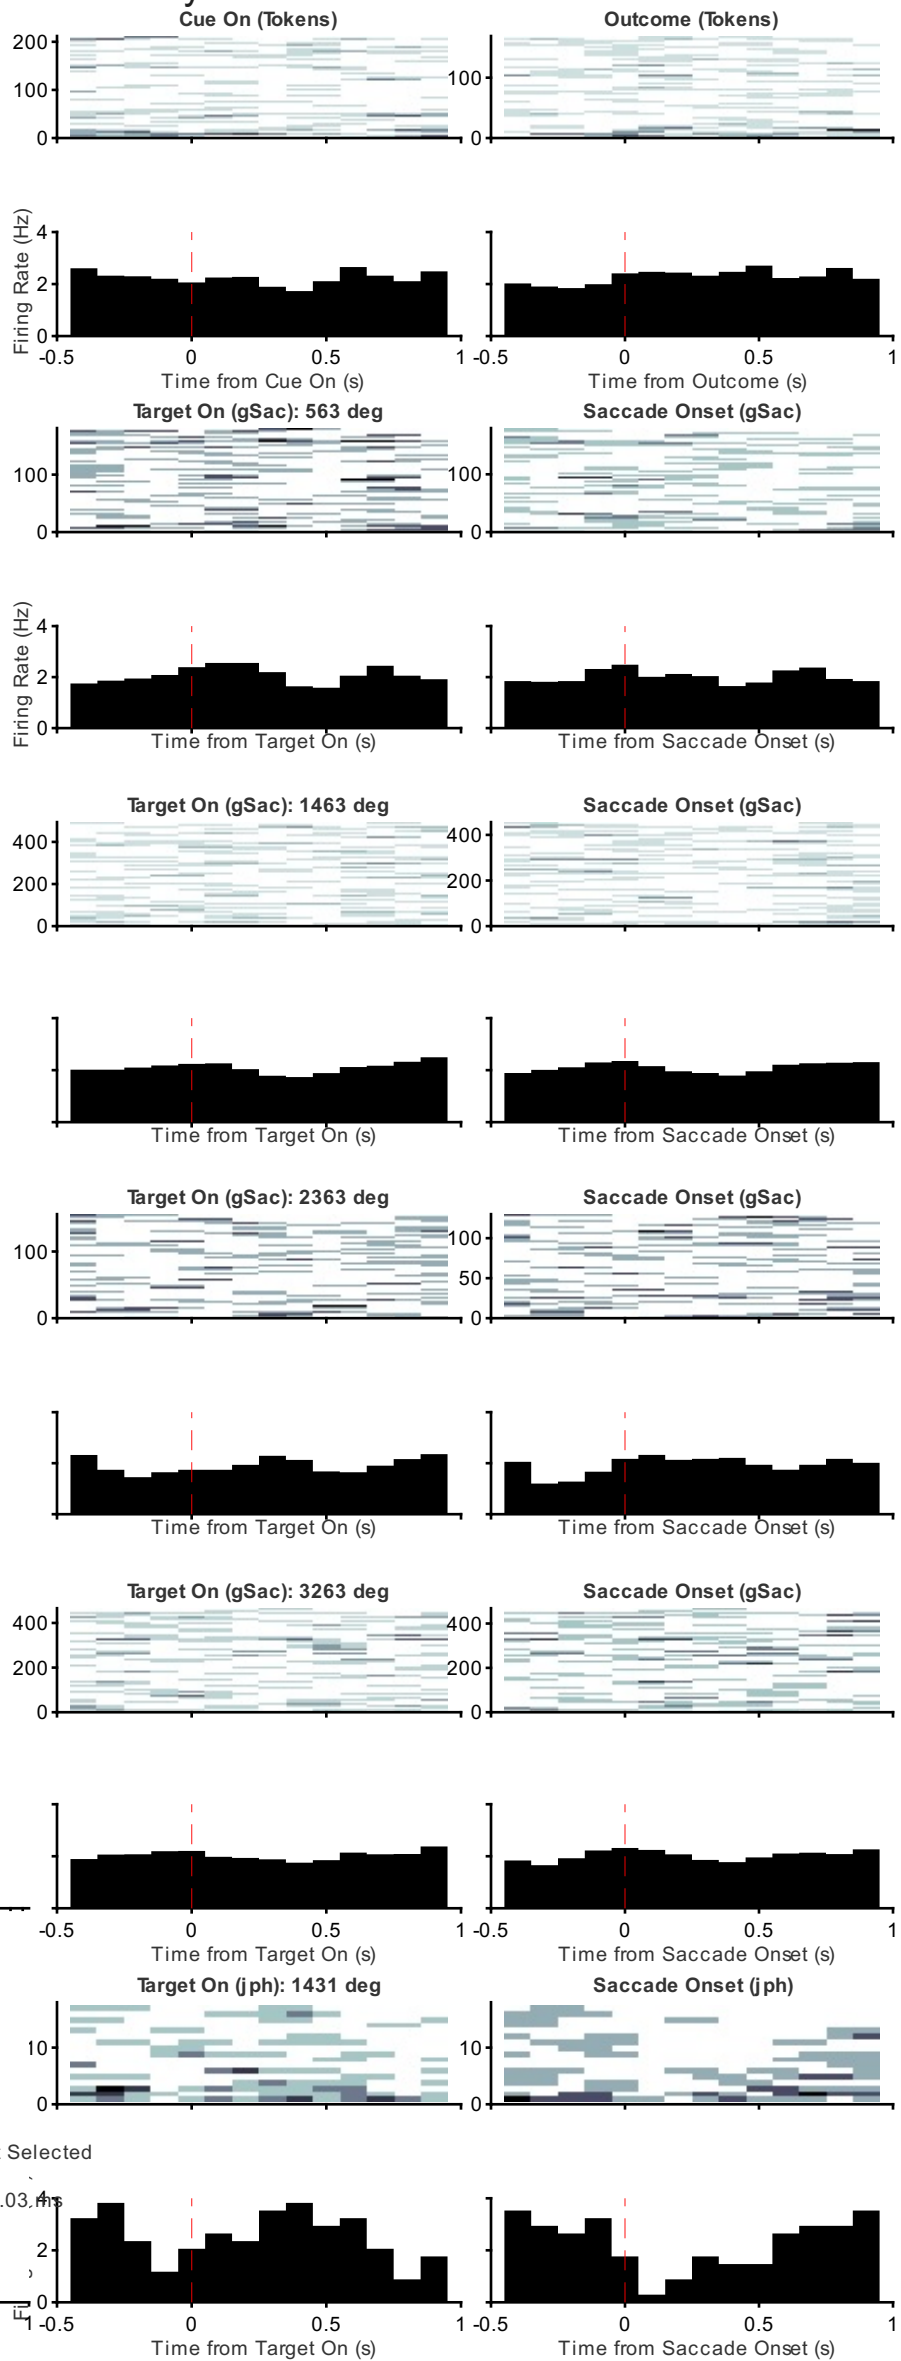 Cue On (Tokens)
Outcome (Tokens)
200
100
0
100
0
Firing Rate (Hz)
4
2
0
-0.5
0
0.5
1
-0.5
0
0.5
1
Time from Cue On (s)
Time from Outcome (s)
Target On (gSac): 563 deg
Saccade Onset (gSac)
100
0
100
0
Firing Rate (Hz)
4
2
0
Time from Target On (s)
Time from Saccade Onset (s)
Target On (gSac): 1463 deg
Saccade Onset (gSac)
400
200
0
400
200
0
Time from Target On (s)
Time from Saccade Onset (s)
Target On (gSac): 2363 deg
Saccade Onset (gSac)
100
0
100
50
0
Time from Target On (s)
Time from Saccade Onset (s)
Target On (gSac): 3263 deg
Saccade Onset (gSac)
400
200
0
400
200
0
-0.5
0
0.5
1
-0.5
0
0.5
1
Time from Target On (s)
Time from Saccade Onset (s)
Target On (jph): 1431 deg
Saccade Onset (jph)
10
0
10
0
Selected
.03 ms
4
2
0
1
-0.5
0
0.5
1
-0.5
0
0.5
1
Time from Target On (s)
Time from Saccade Onset (s)